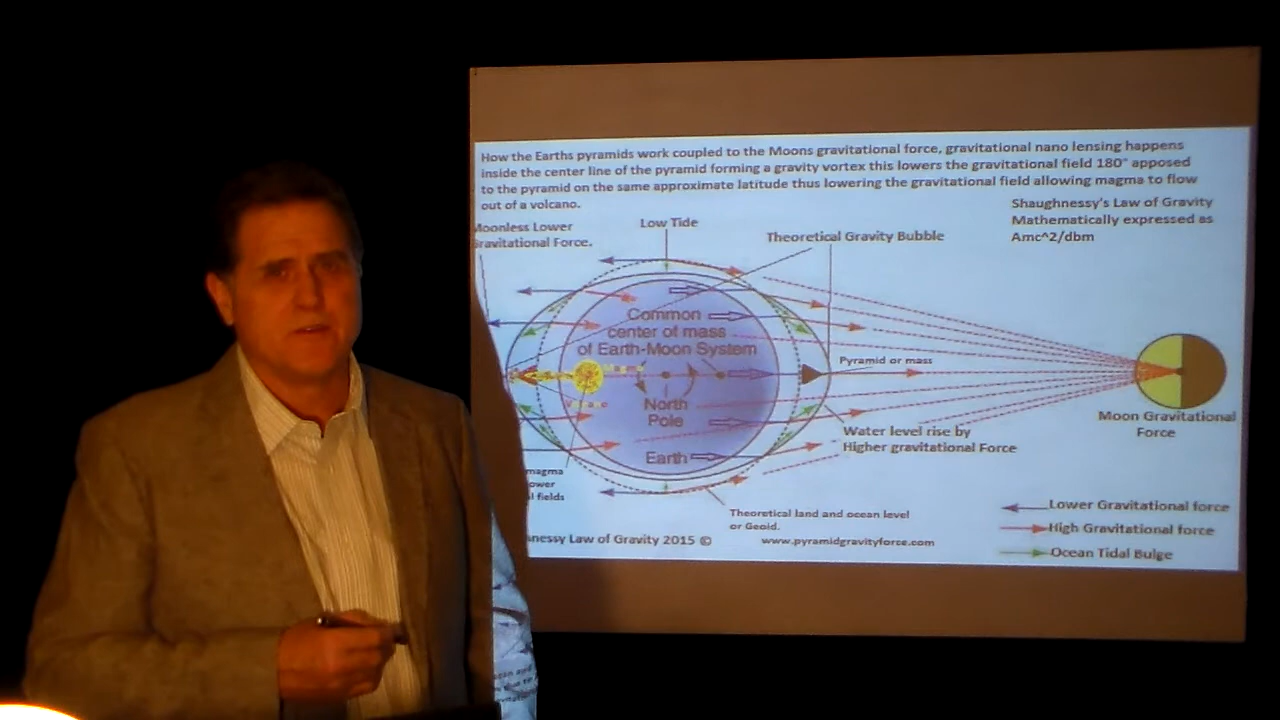 How the Earths pyramids work coupled to the Moons gravitational force, gravitational nano lensing happens
inside the center line of the pyramid forming a gravity vortex this lowers the gravitational field 180° apposed
to the pyramid on the same approximate latitude thus lowering the gravitational field allowing magma to flow
out of a volcano.
Shaughnessy's Law of Gravity
Mathematically expressed as
Amc^2/dbm
Moonless Lower
Gravitational Force.
Low Tide
Theoretical Gravity Bubble
Common
center of mass
of Earth-Moon System
Pyramid or mass
North
Pole
Earth
Moon Gravitational
Force
Water level rise by
Higher gravitational Force
magma
ower
l fields
Theoretical land and ocean level
or Geoid.
Lower Gravitational force
High Gravitational force
Ocean Tidal Bulge
nessy Law of Gravity 2015 ©
www.pyramidgravityforce.com